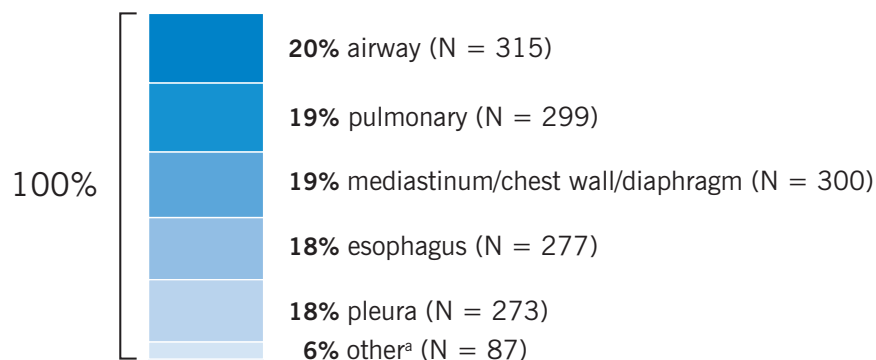 20% airway (N = 315)
19% pulmonary (N = 299)
100%
19% mediastinum/chest wall/diaphragm (N = 300)
18% esophagus (N = 277)
18% pleura (N = 273)
6% otherᵃ (N = 87)